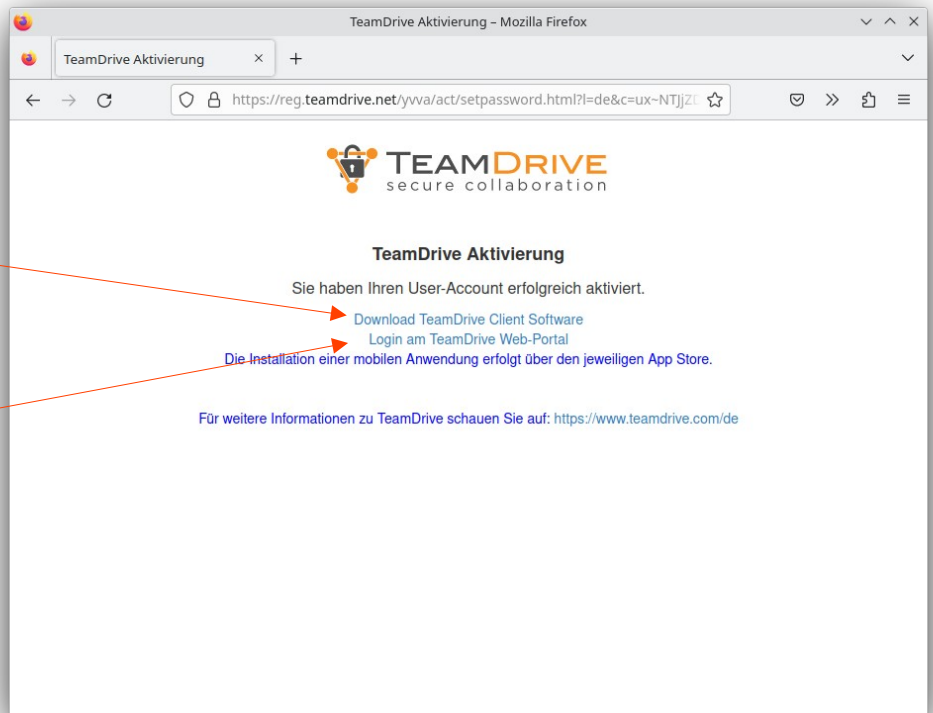 TeamDrive Aktivierung – Mozilla Firefox
TeamDrive Aktivierung
https://reg.teamdrive.net/yvva/act/setpassword.html?l=de&c=ux~NTJjZ
TEAMDRIVE
secure collaboration
TeamDrive Aktivierung
Sie haben Ihren User-Account erfolgreich aktiviert.
Download TeamDrive Client Software
Login am TeamDrive Web-Portal
Die Installation einer mobilen Anwendung erfolgt über den jeweiligen App Store.
Für weitere Informationen zu TeamDrive schauen Sie auf: https://www.teamdrive.com/de